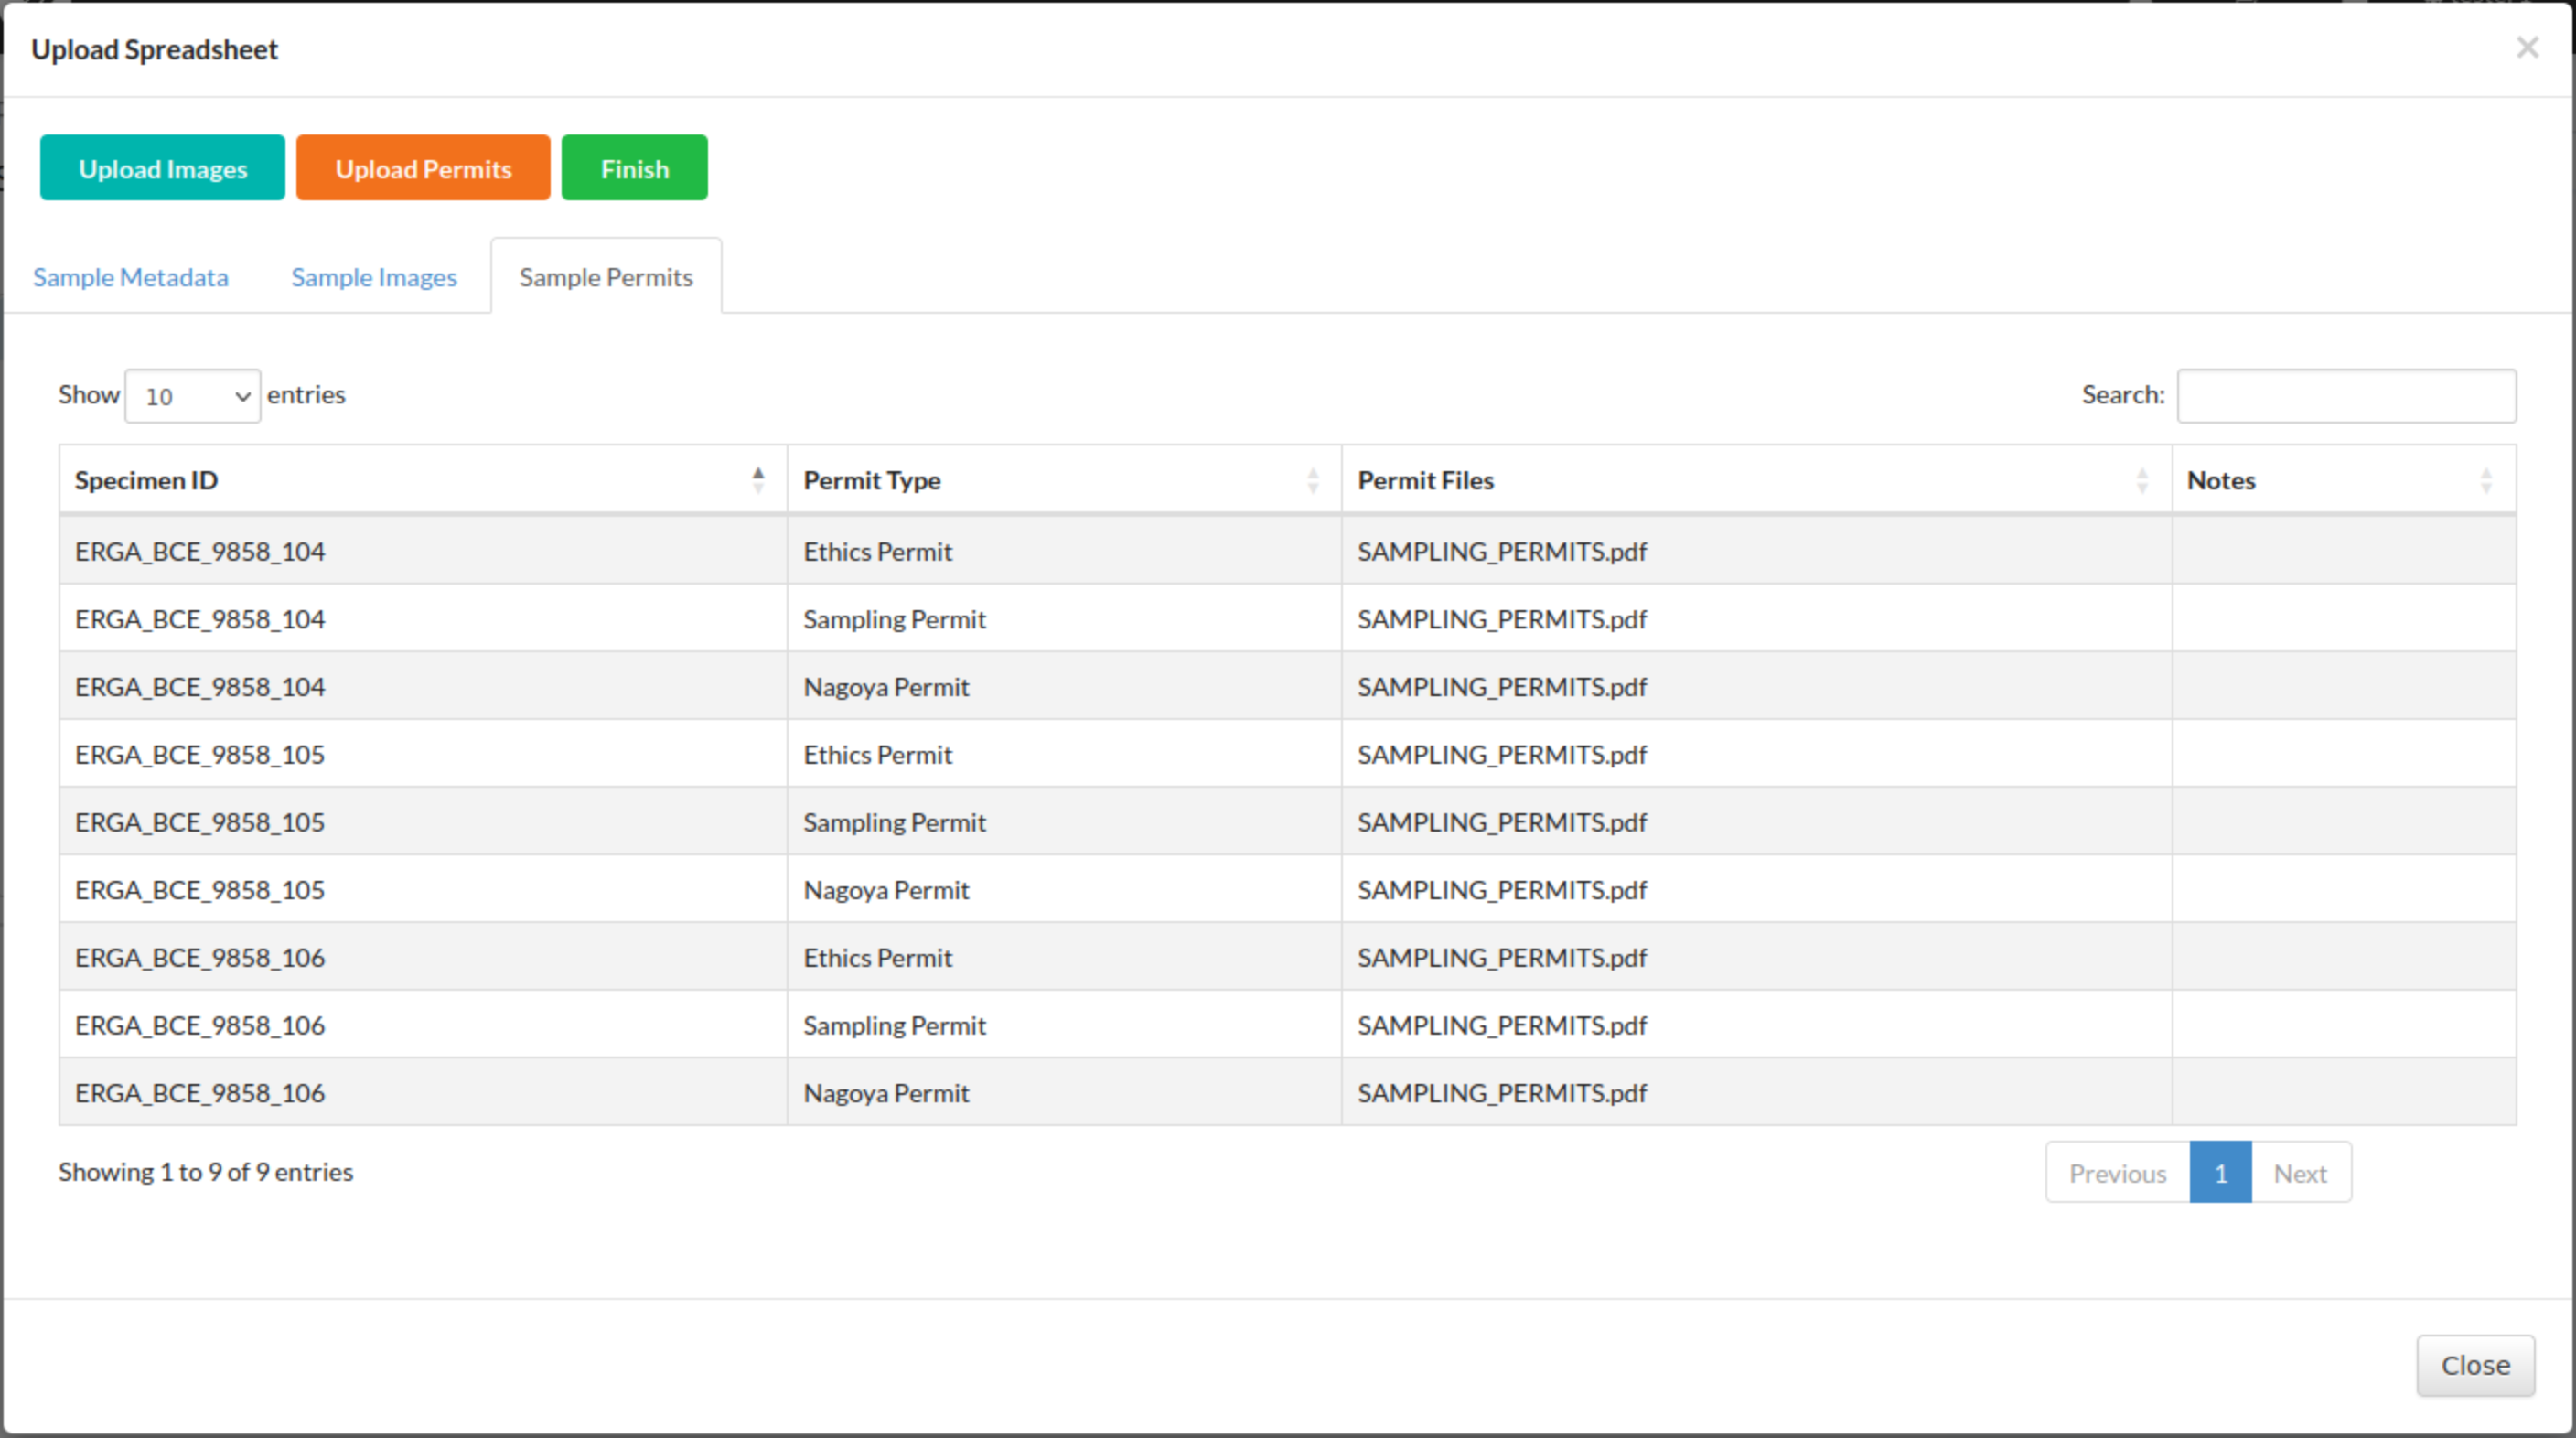 Upload Spreadsheet ×
Upload Images Upload Permits Finish
Sample Metadata Sample Images Sample Permits
Show 10 entries Search:
Specimen ID Permit Type Permit Files Notes
ERGA_BCE_9858_104 Ethics Permit SAMPLING_PERMITS.pdf
ERGA_BCE_9858_104 Sampling Permit SAMPLING_PERMITS.pdf
ERGA_BCE_9858_104 Nagoya Permit SAMPLING_PERMITS.pdf
ERGA_BCE_9858_105 Ethics Permit SAMPLING_PERMITS.pdf
ERGA_BCE_9858_105 Sampling Permit SAMPLING_PERMITS.pdf
ERGA_BCE_9858_105 Nagoya Permit SAMPLING_PERMITS.pdf
ERGA_BCE_9858_106 Ethics Permit SAMPLING_PERMITS.pdf
ERGA_BCE_9858_106 Sampling Permit SAMPLING_PERMITS.pdf
ERGA_BCE_9858_106 Nagoya Permit SAMPLING_PERMITS.pdf
Showing 1 to 9 of 9 entries Previous 1 Next
Close